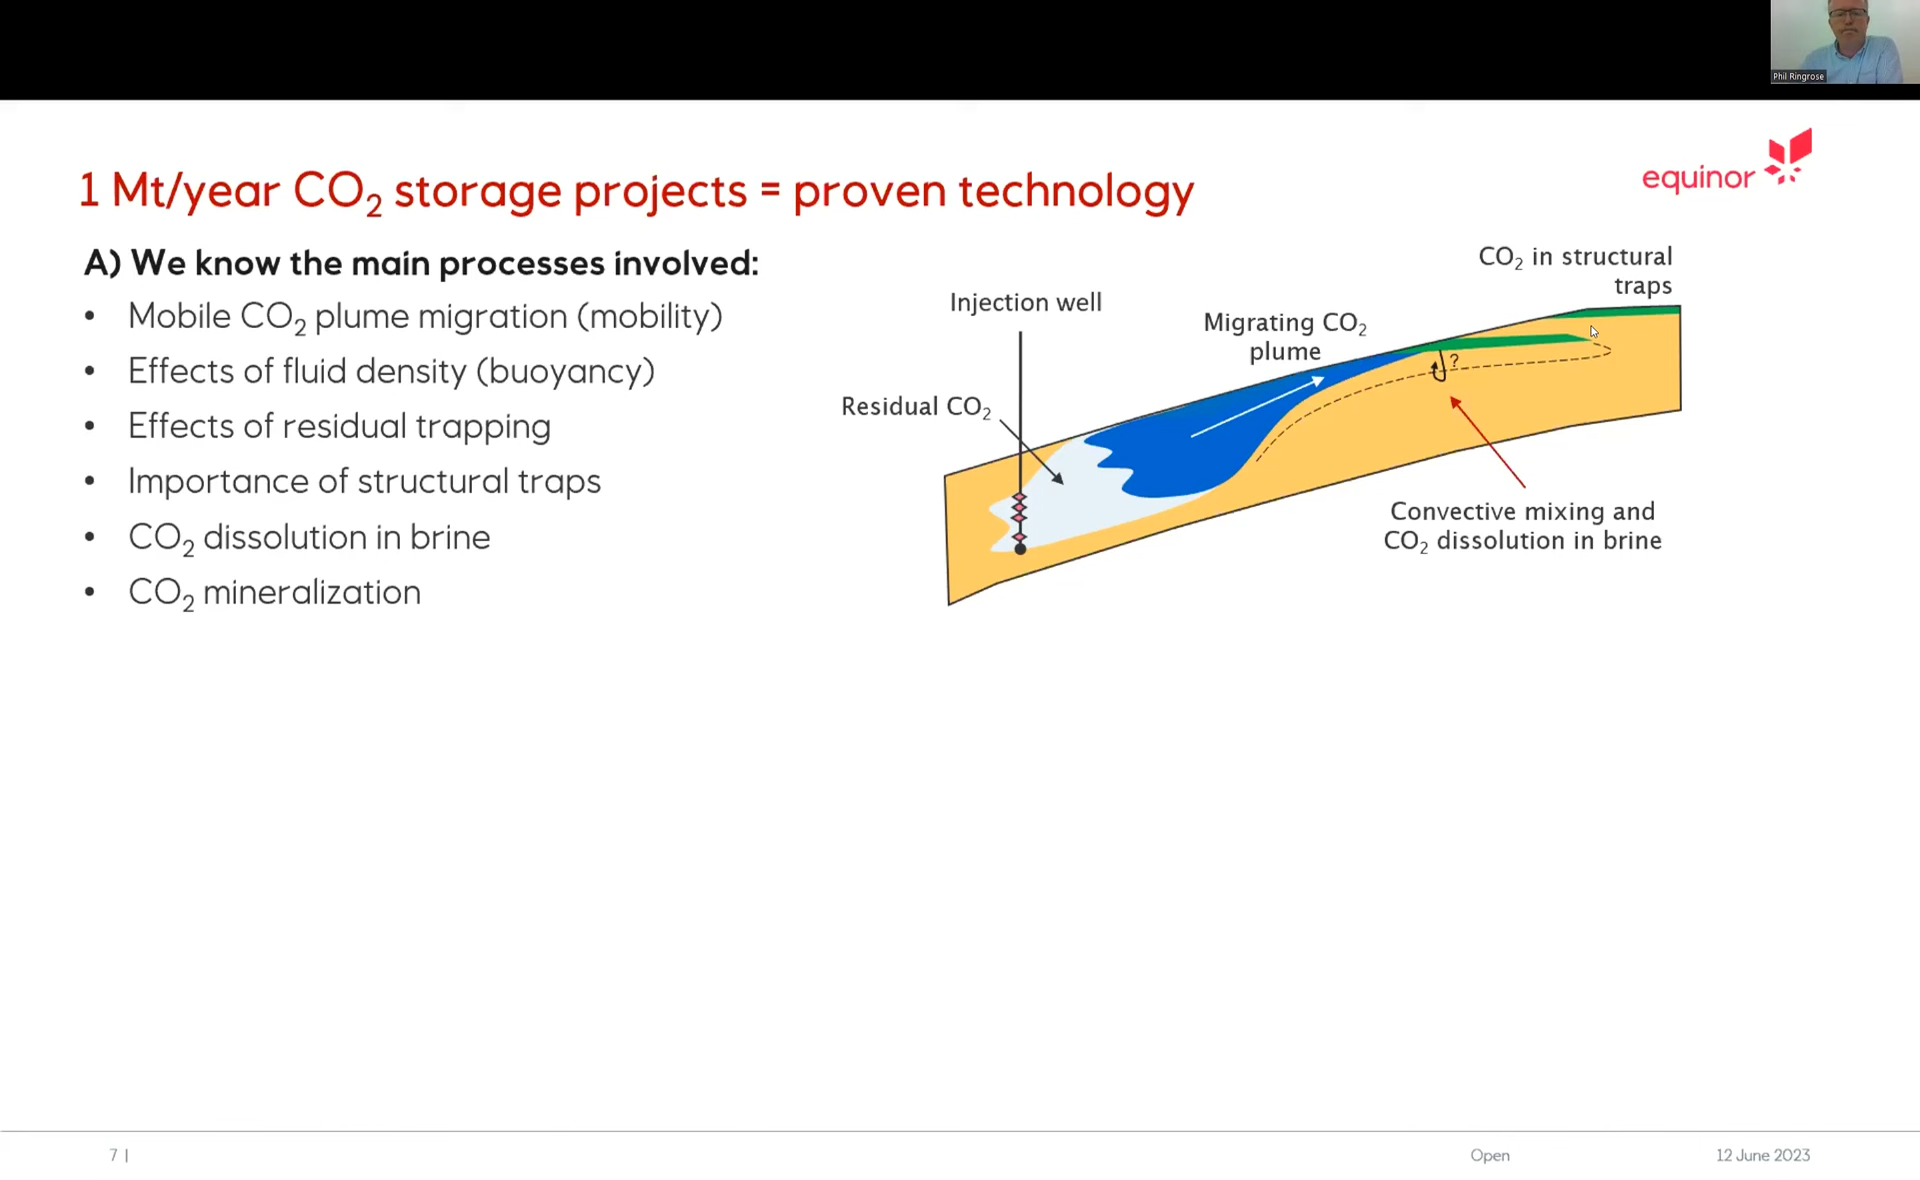 Phil Ringrose
equinor
1 Mt/year CO₂ storage projects = proven technology
A) We know the main processes involved:
• Mobile CO₂ plume migration (mobility)
• Effects of fluid density (buoyancy)
• Effects of residual trapping
• Importance of structural traps
• CO₂ dissolution in brine
• CO₂ mineralization
CO₂ in structural
traps
Injection well
Migrating CO₂
plume
Residual CO₂
?
Convective mixing and
CO₂ dissolution in brine
7 |
Open
12 June 2023